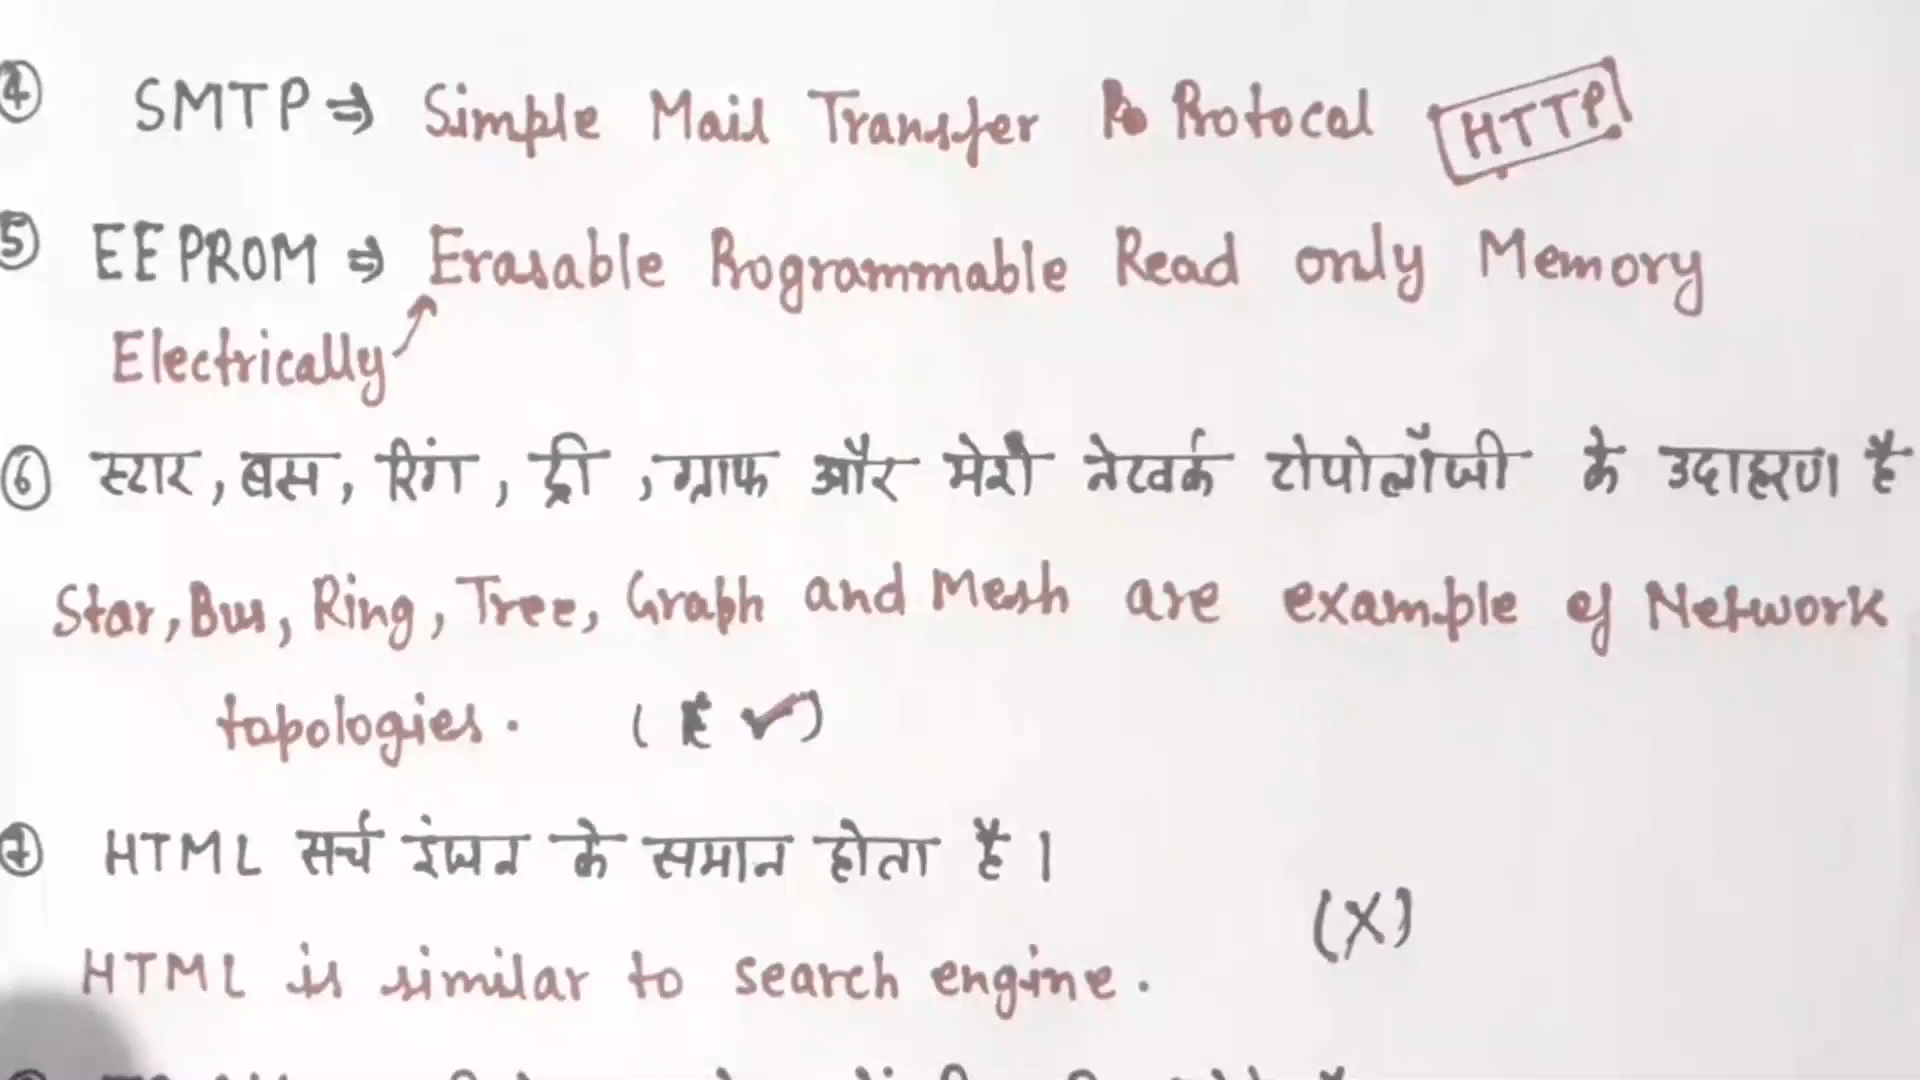 ④ SMTP ⇒ Simple Mail Transfer Protocal HTTP
⑤ EEPROM ⇒ Erasable Programmable Read only Memory
Electrically
⑥ स्टार, बस, रिंग, ट्री, ग्राफ और मेरी नेटवर्क टोपोलॉजी के उदाहरण है
Star, Bus, Ring, Tree, Graph and Mesh are example of Network
topologies. ( ✓)
⑦ HTML सर्च इंजन के समान होता है।
(X)
HTML is similar to search engine.